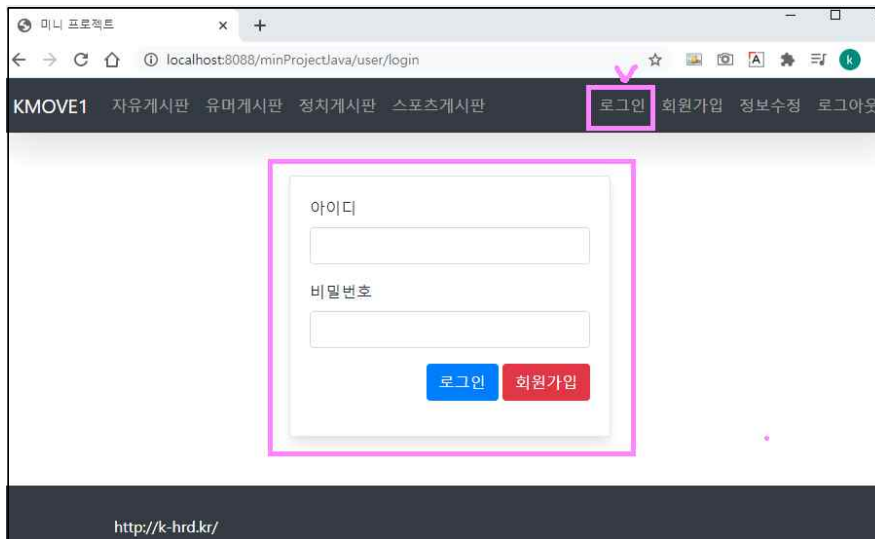 미니 프로젝트
localhost:8088/minProjectJava/user/login
A k
KMOVE1 자유게시판 유머게시판 정치게시판 스포츠게시판 로그인 회원가입 정보수정 로그아웃
아이디
비밀번호
로그인 회원가입
http://k-hrd.kr/